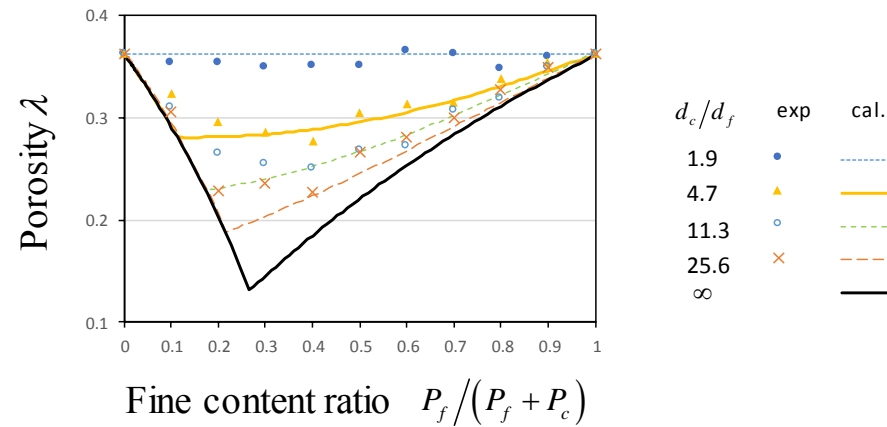 0.4
0.3
0.2
0.1
Porosity λ
0 0.1 0.2 0.3 0.4 0.5 0.6 0.7 0.8 0.9 1
Fine content ratio P_f/(P_f + P_c)
d_c/d_f exp cal.
1.9
4.7
11.3
25.6
∞